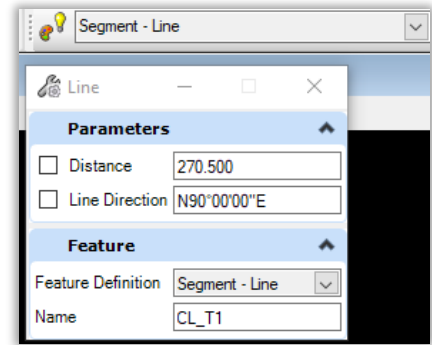 Segment - Line
Line
Parameters
Distance 270.500
Line Direction N90°00'00"E
Feature
Feature Definition Segment - Line
Name CL_T1